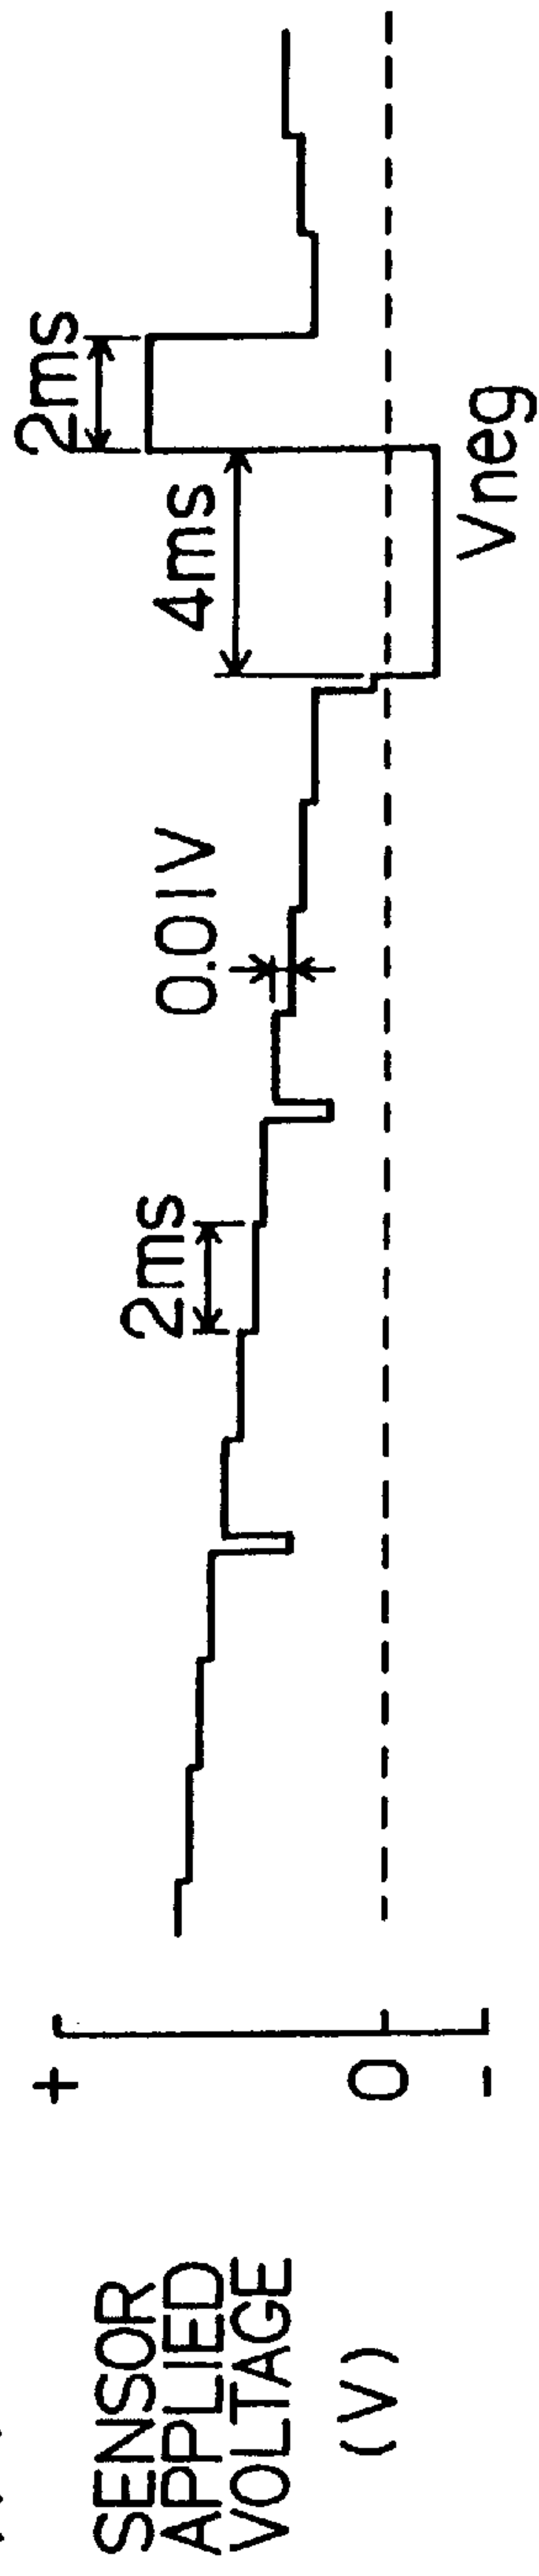 SENSOR
APPLIED
VOLTAGE
(V)
+
0
-
2ms
0.01V
4ms
2ms
Vneg